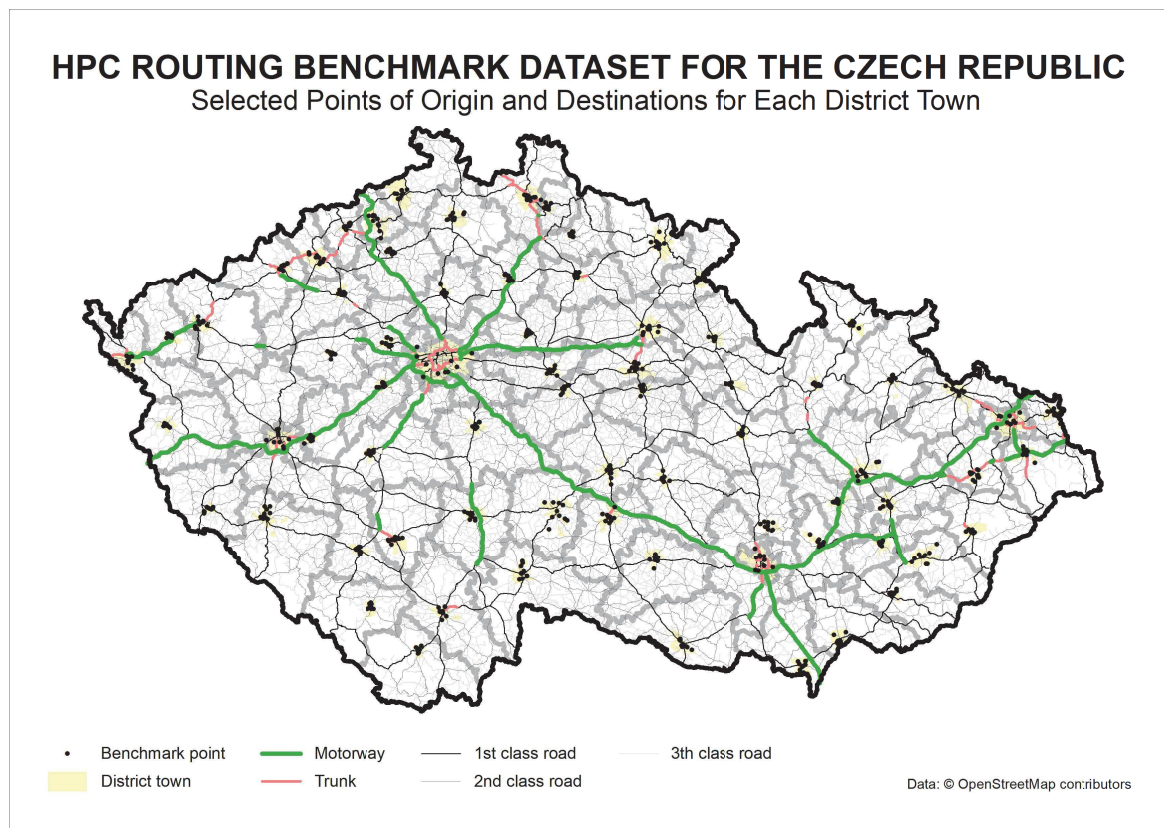 HPC ROUTING BENCHMARK DATASET FOR THE CZECH REPUBLIC
Selected Points of Origin and Destinations for Each District Town
Benchmark point
Motorway
1st class road
3th class road
District town
Trunk
2nd class road
Data: © OpenStreetMap contributors